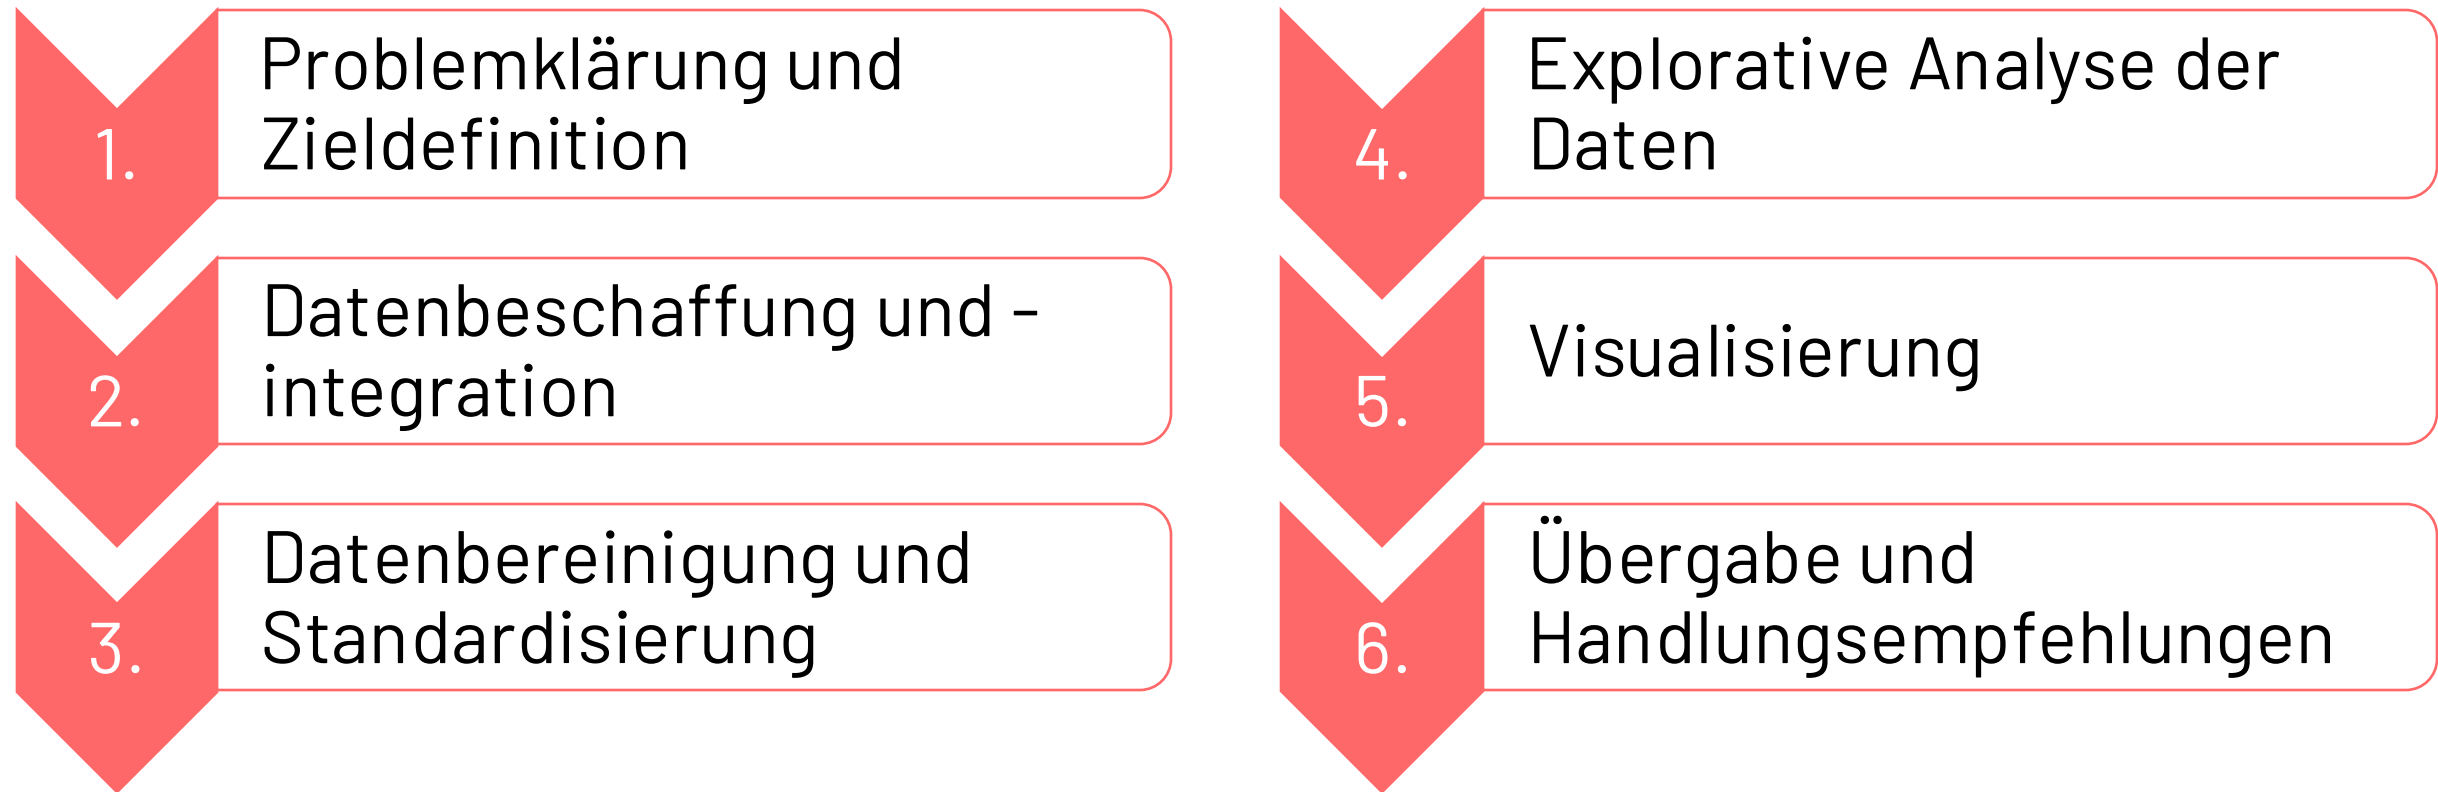 1.
Problemklärung und
Zieldefinition
2.
Datenbeschaffung und -
integration
3.
Datenbereinigung und
Standardisierung
4.
Explorative Analyse der
Daten
5.
Visualisierung
6.
Übergabe und
Handlungsempfehlungen